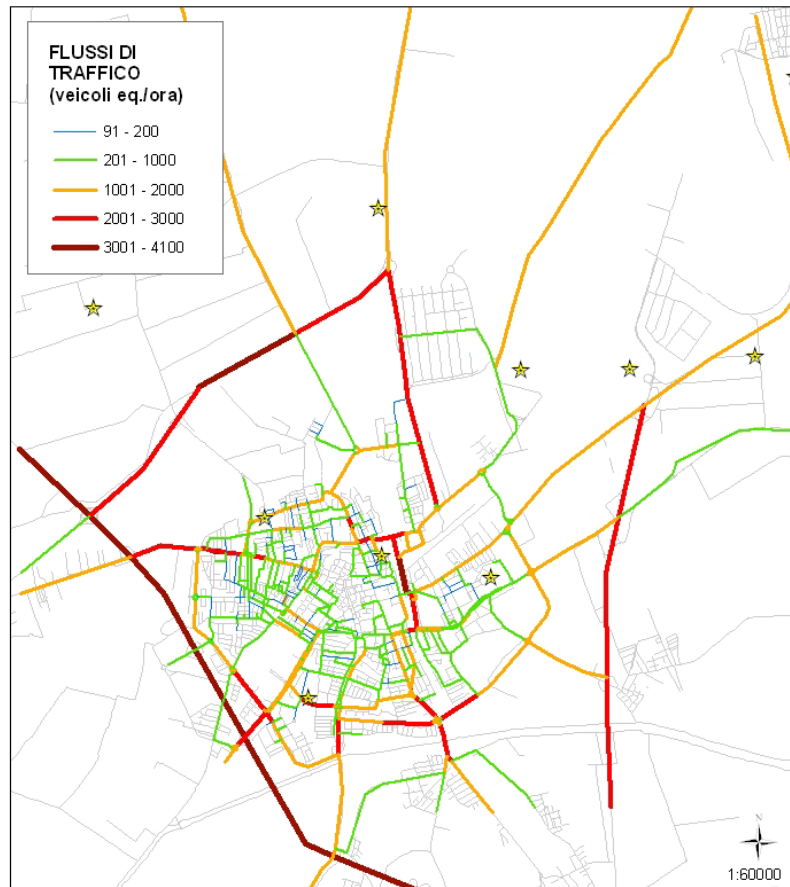 FLUSSI DI
TRAFFICO
(veicoli eq./ora)
91 - 200
201 - 1000
1001 - 2000
2001 - 3000
3001 - 4100
N
1:60000